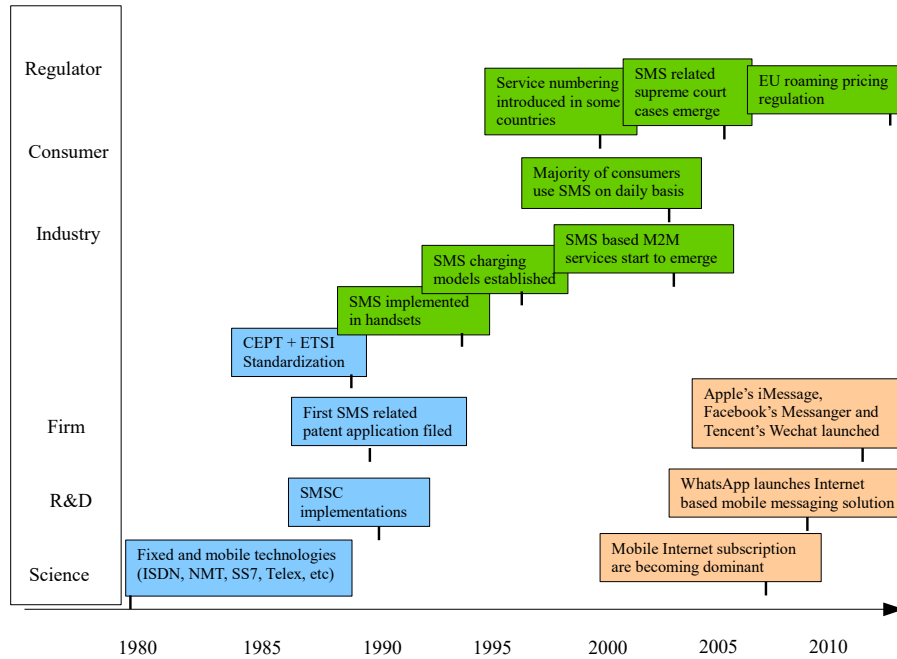 Regulator
Service numbering
introduced in some
countries
SMS related
supreme court
cases emerge
EU roaming pricing
regulation
Consumer
Majority of consumers
use SMS on daily basis
Industry
SMS based M2M
services start to emerge
SMS charging
models established
SMS implemented
in handsets
CEPT + ETSI
Standardization
Firm
First SMS related
patent application filed
Apple’s iMessage,
Facebook’s Messanger and
Tencent’s Wechat launched
R&D
SMSC
implementations
WhatsApp launches Internet
based mobile messaging solution
Science
Fixed and mobile technologies
(ISDN, NMT, SS7, Telex, etc)
Mobile Internet subscription
are becoming dominant
1980 1985 1990 1995 2000 2005 2010